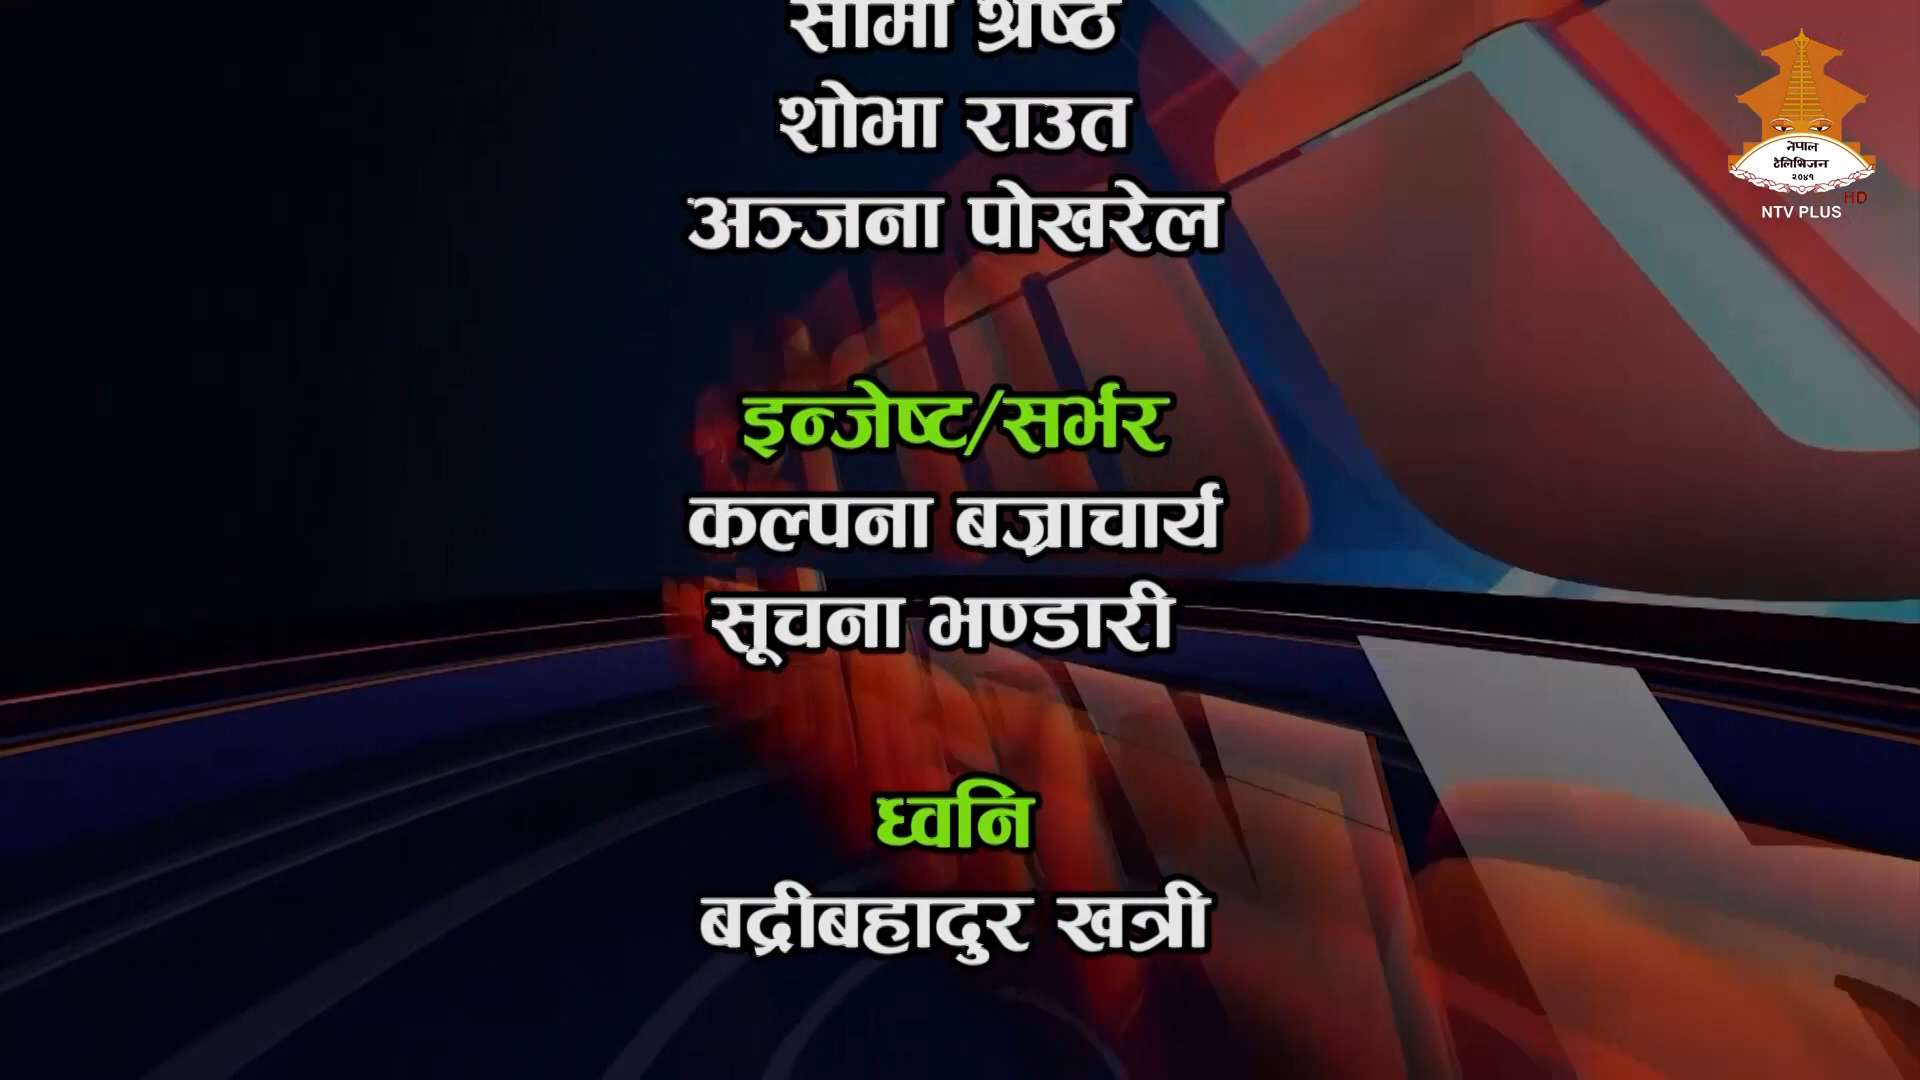 शोभा राउत
अञ्जना पोखरेल
इन्जेष्ट/सर्भर
कल्पना बज्राचार्य
सूचना भण्डारी
ध्वनि
बद्रीबहादुर खत्री
नेपाल
टेलिभिजन
२०४१
HD
NTV PLUS